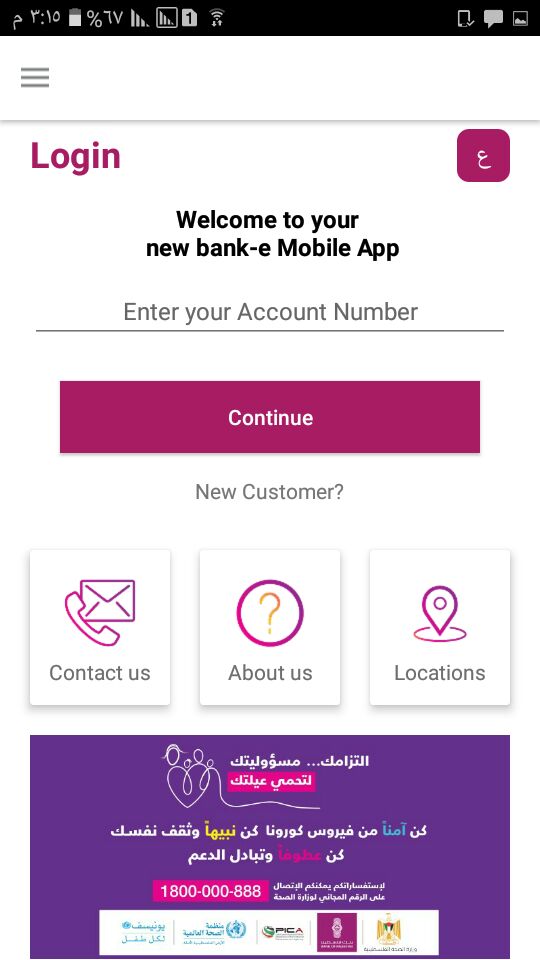 م ٣:١٥ %٦٧ 1
Login
ع
Welcome to your
new bank-e Mobile App
Enter your Account Number
Continue
New Customer?
Contact us
About us
Locations
التزامك... مسؤوليتك
لتحمي عيلتك
كن آمناً من فيروس كورونا كن نبيهاً وثقف نفسك
كن عطوفاً وتبادل الدعم
1800-000-888
لإستفساراتكم يمكنكم الإتصال
على الرقم المجاني لوزارة الصحة
يونيسف
لكل طفل
منظمة
الصحة العالمية
PICA
وزارة الصحة الفلسطينية